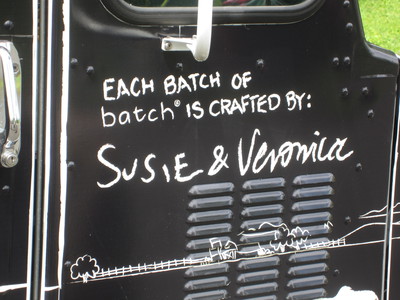 EACH BATCH OF
batch® IS CRAFTED BY:
SUSIE & Veronica